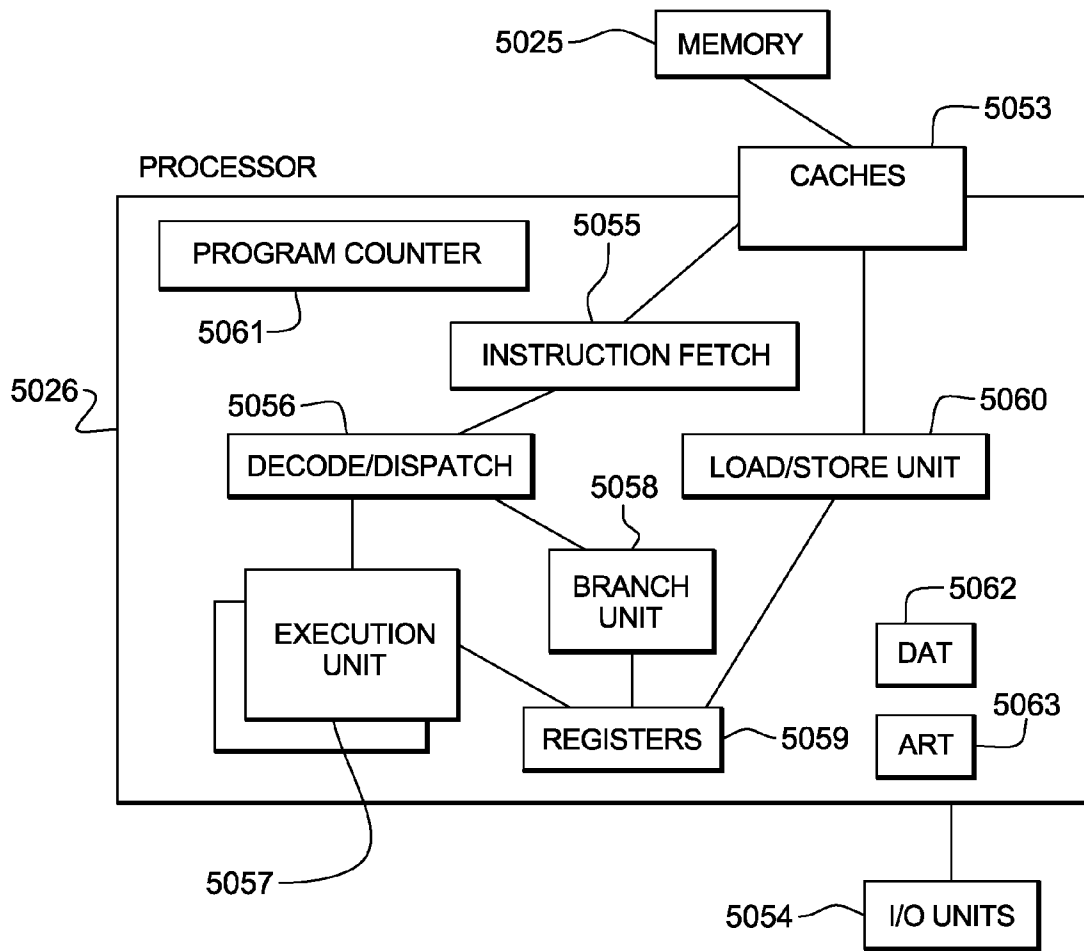 5025
MEMORY
5053
CACHES
PROCESSOR
PROGRAM COUNTER
5061
5055
INSTRUCTION FETCH
5026
5056
DECODE/DISPATCH
5060
LOAD/STORE UNIT
5058
BRANCH
UNIT
EXECUTION
UNIT
5062
DAT
5063
ART
REGISTERS
5059
5057
5054
I/O UNITS